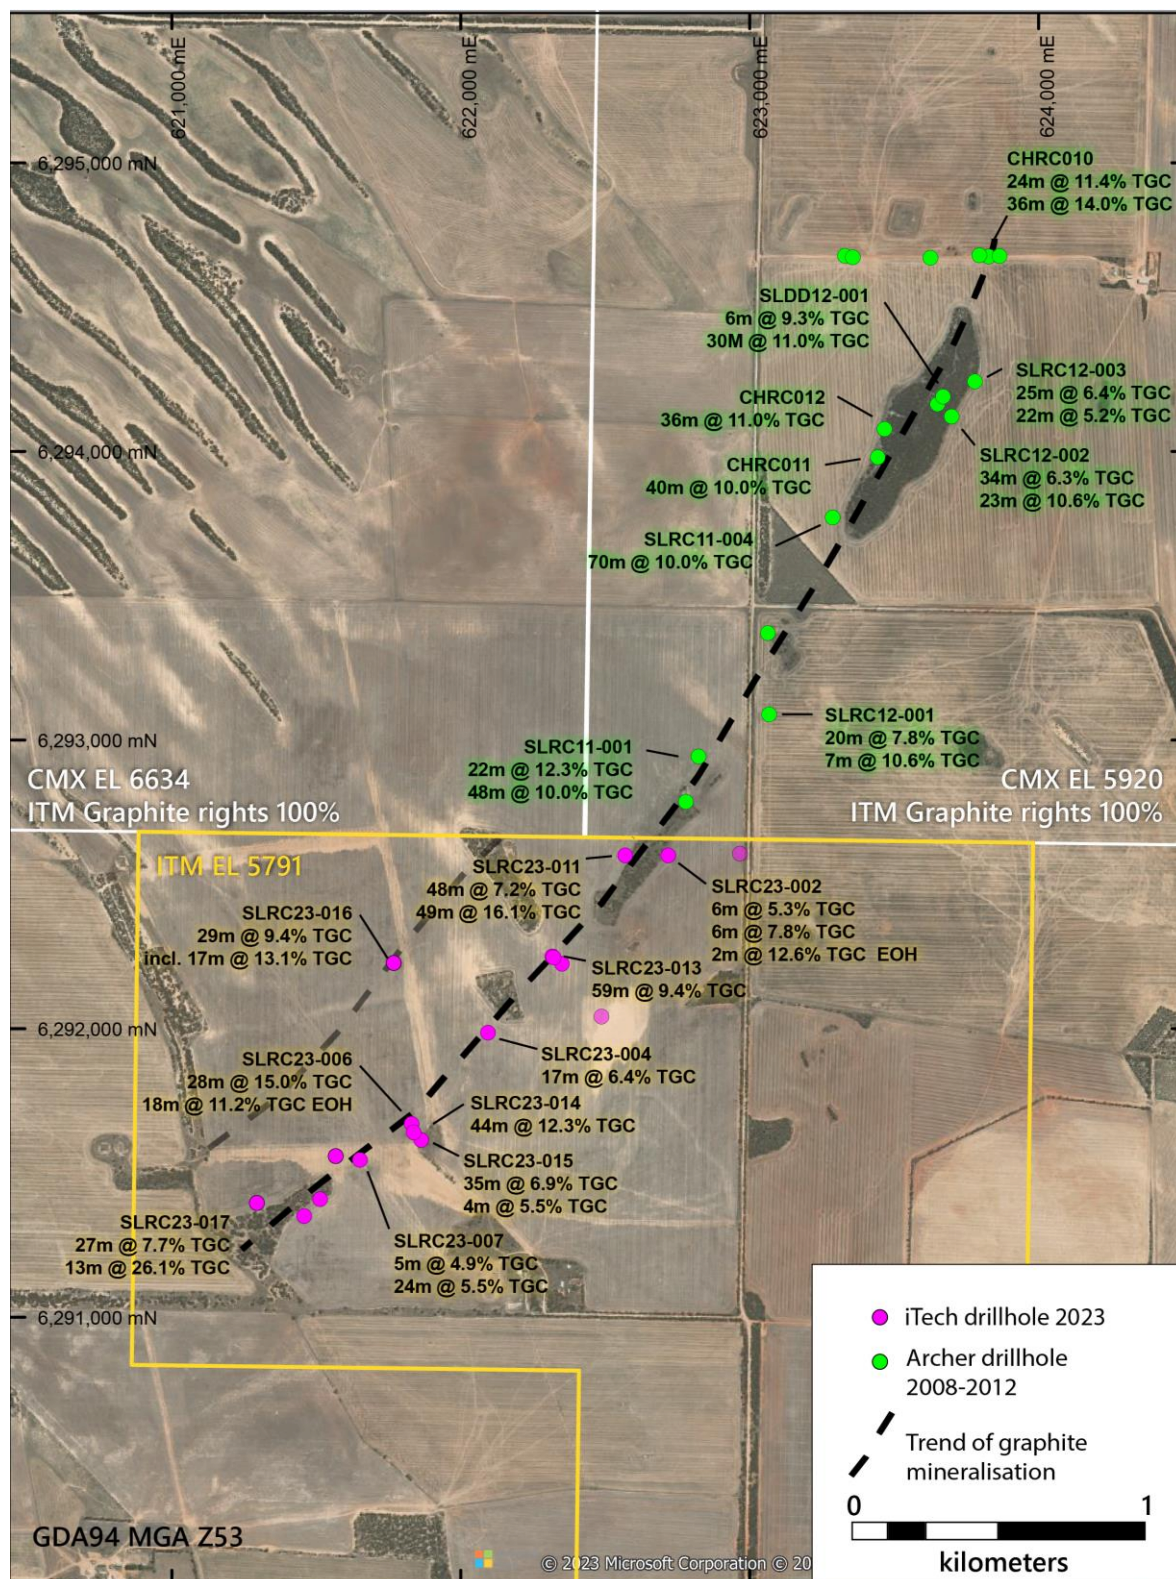 621,000 mE
622,000 mE
623,000 mE
624,000 mE
6,295,000 mN
CHRC010
24m @ 11.4% TGC
36m @ 14.0% TGC
SLDD12-001
6m @ 9.3% TGC
30M @ 11.0% TGC
SLRC12-003
25m @ 6.4% TGC
22m @ 5.2% TGC
CHRC012
36m @ 11.0% TGC
6,294,000 mN
SLRC12-002
34m @ 6.3% TGC
23m @ 10.6% TGC
CHRC011
40m @ 10.0% TGC
SLRC11-004
70m @ 10.0% TGC
SLRC12-001
20m @ 7.8% TGC
7m @ 10.6% TGC
6,293,000 mN
SLRC11-001
22m @ 12.3% TGC
48m @ 10.0% TGC
CMX EL 6634
ITM Graphite rights 100%
CMX EL 5920
ITM Graphite rights 100%
ITM EL 5791
SLRC23-011
48m @ 7.2% TGC
49m @ 16.1% TGC
SLRC23-002
6m @ 5.3% TGC
6m @ 7.8% TGC
2m @ 12.6% TGC EOH
SLRC23-016
29m @ 9.4% TGC
incl. 17m @ 13.1% TGC
SLRC23-013
59m @ 9.4% TGC
6,292,000 mN
SLRC23-006
28m @ 15.0% TGC
18m @ 11.2% TGC EOH
SLRC23-004
17m @ 6.4% TGC
SLRC23-014
44m @ 12.3% TGC
SLRC23-015
35m @ 6.9% TGC
4m @ 5.5% TGC
SLRC23-017
27m @ 7.7% TGC
13m @ 26.1% TGC
SLRC23-007
5m @ 4.9% TGC
24m @ 5.5% TGC
6,291,000 mN
iTech drillhole 2023
Archer drillhole
2008-2012
Trend of graphite
mineralisation
0 1
kilometers
GDA94 MGA Z53
© 2023 Microsoft Corporation © 20